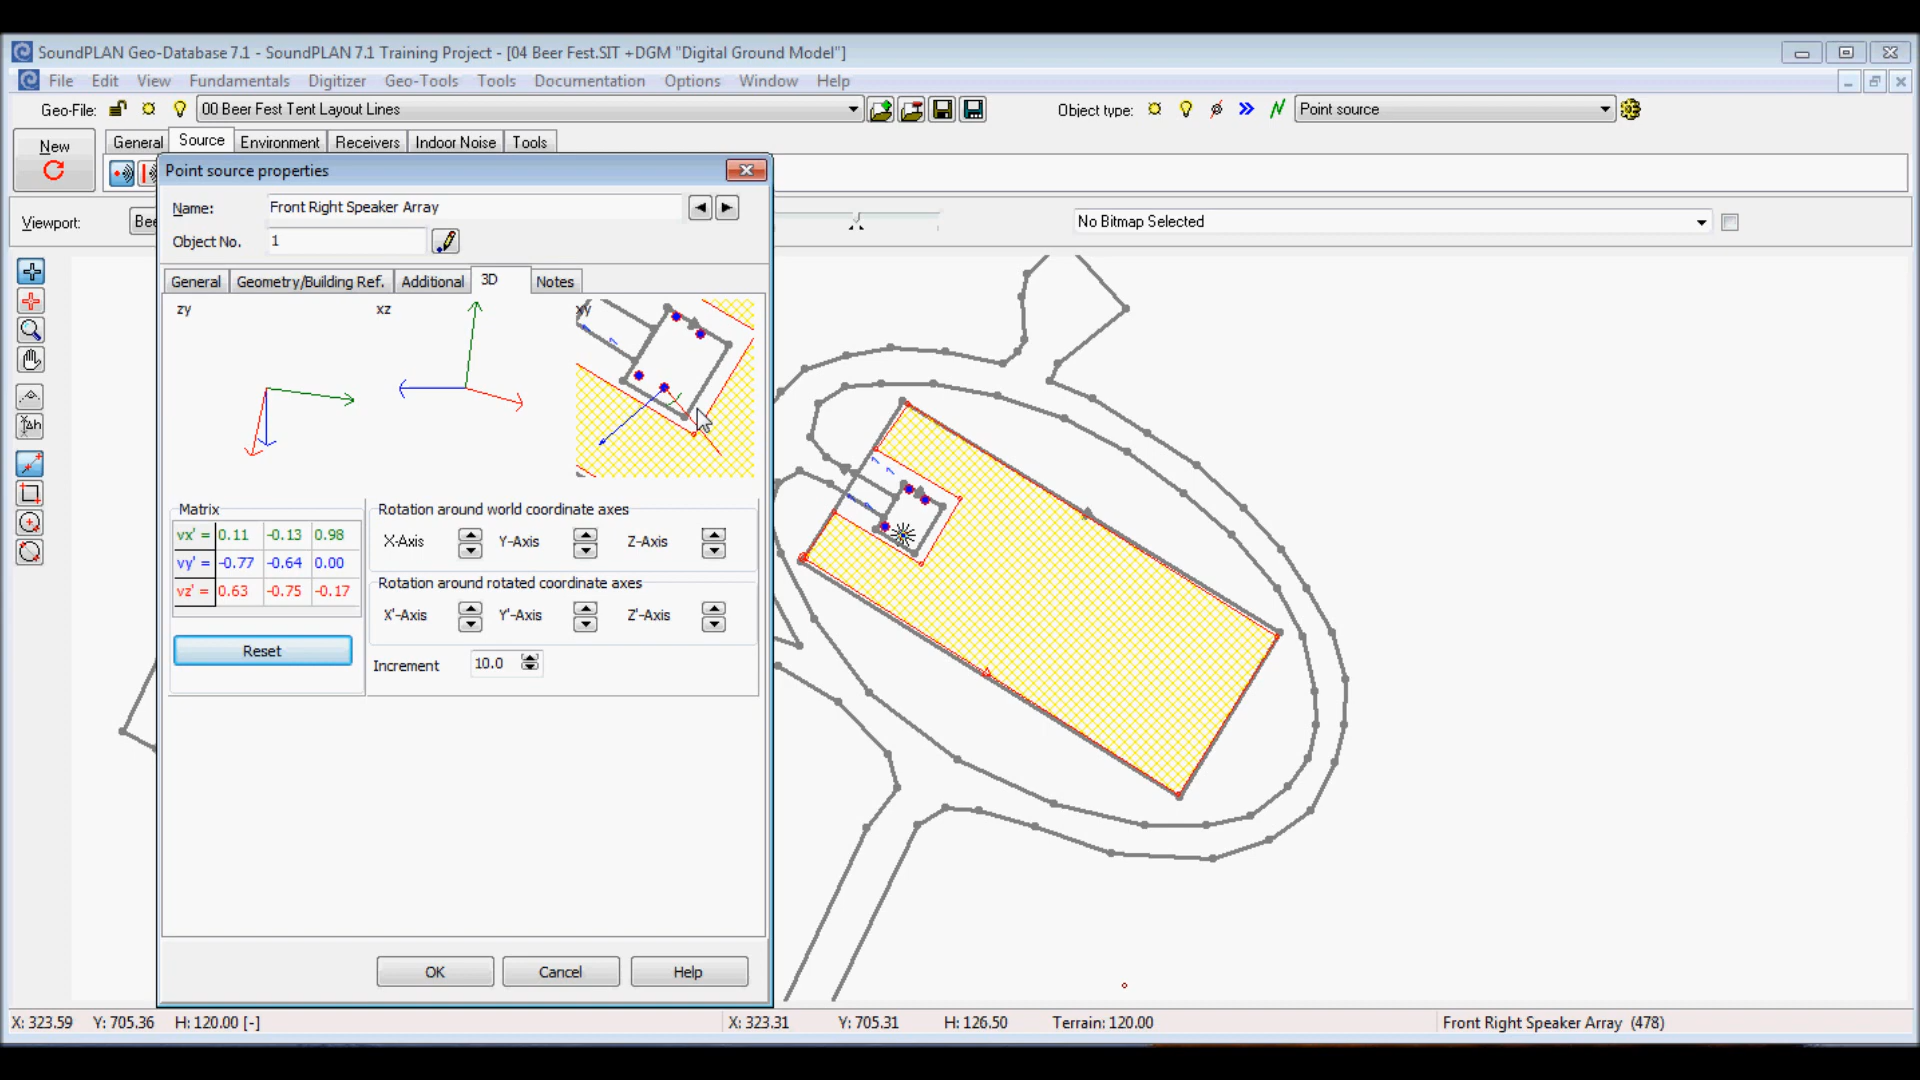 SoundPLAN Geo-Database 7.1 - SoundPLAN 7.1 Training Project - [04 Beer Fest.SIT +DGM "Digital Ground Model"]
File Edit View Fundamentals Digitizer Geo-Tools Tools Documentation Options Window Help
Geo-File: 00 Beer Fest Tent Layout Lines Object type: Point source
New General Source Environment Receivers Indoor Noise Tools
Point source properties
Viewport: Bee No Bitmap Selected
Name: Front Right Speaker Array
Object No. 1
General Geometry/Building Ref. Additional 3D Notes
zy xz xy
Matrix Rotation around world coordinate axes
vx' = 0.11 -0.13 0.98 X-Axis Y-Axis Z-Axis
vy' = -0.77 -0.64 0.00
Rotation around rotated coordinate axes
vz' = 0.63 -0.75 -0.17
X'-Axis Y'-Axis Z'-Axis
Reset
Increment 10.0
OK Cancel Help
X: 323.59 Y: 705.36 H: 120.00 [-] X: 323.31 Y: 705.31 H: 126.50 Terrain: 120.00 Front Right Speaker Array (478)